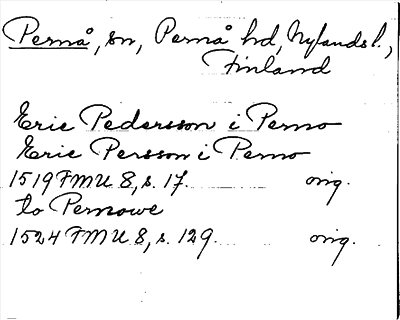 Pernå, sn, Pernå hd, Nylands l.,
Finland
Eric Pedersson i Perno
Eric Persson i Perno
1519 FMU 8, s. 17. orig.
to Pernowe
1524 FMU 8, s. 129. orig.